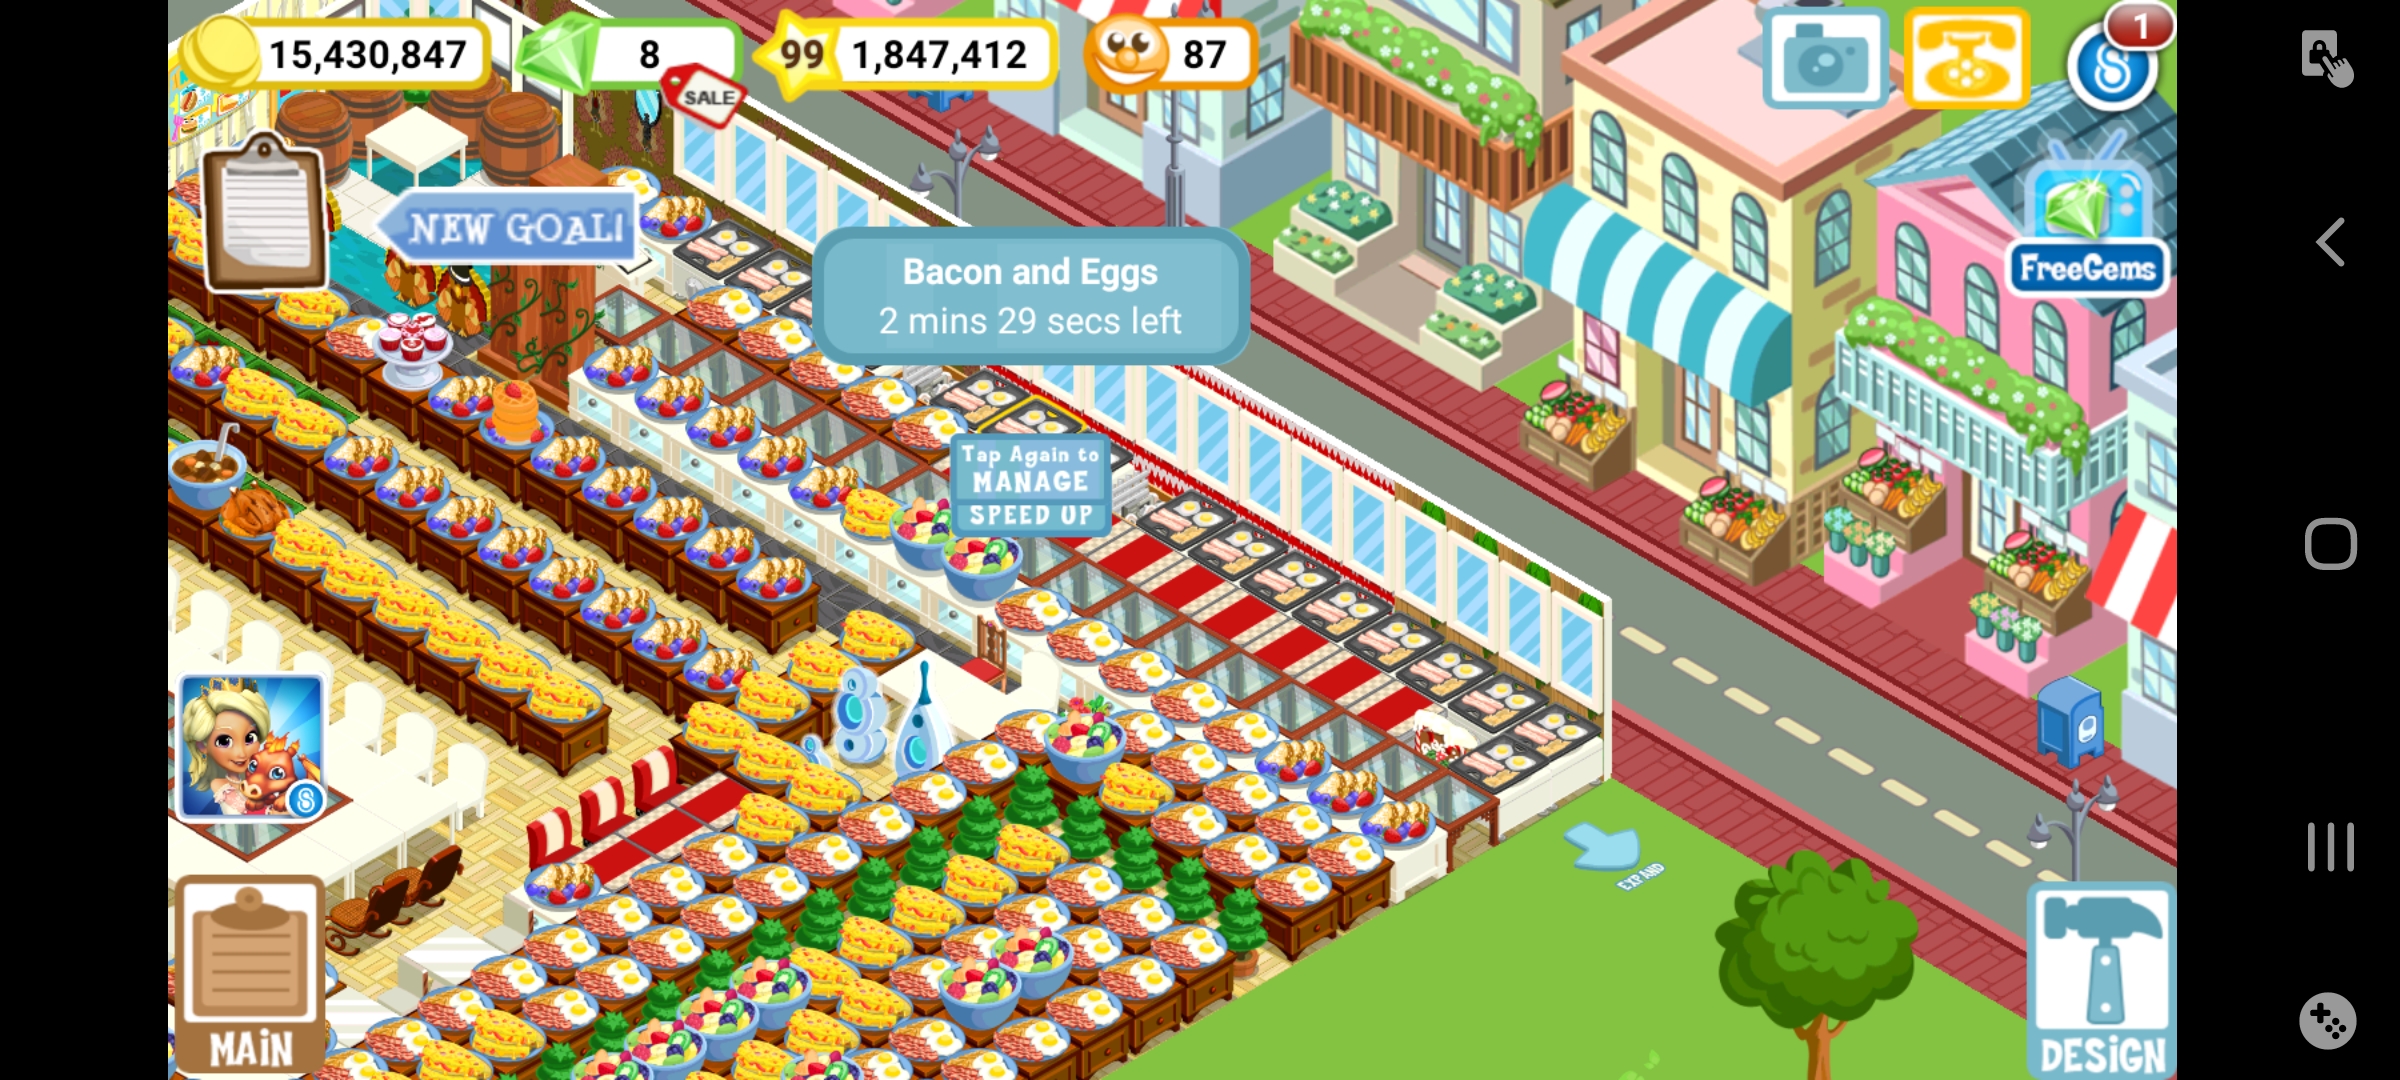 15,430,847
8
SALE
99
1,847,412
87
1
NEW GOAL!
Bacon and Eggs
2 mins 29 secs left
FreeGems
Tap Again to
MANAGE
SPEED UP
EXPAND
MAIN
DESIGN